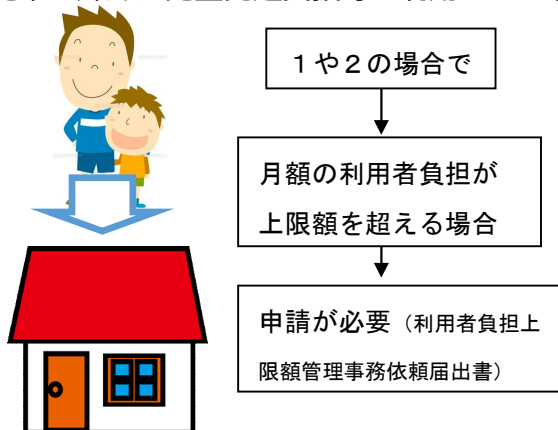 １や２の場合で
月額の利用者負担が
上限額を超える場合
申請が必要（利用者負担上
限額管理事務依頼届出書）